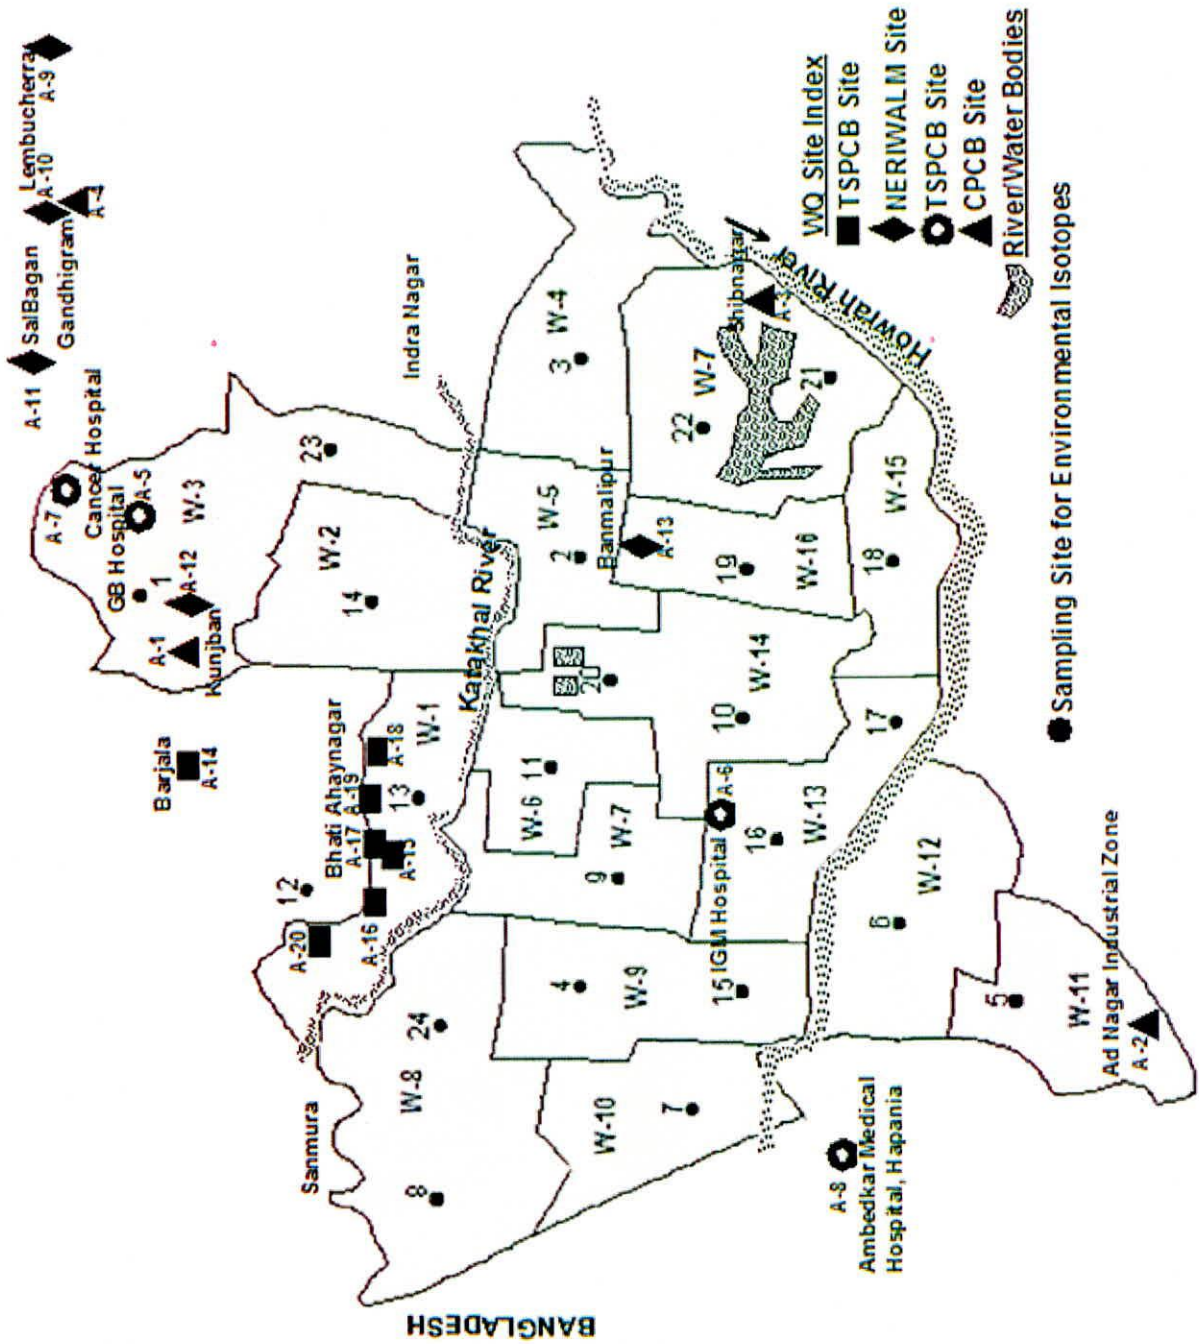 A-11
SalBagan
Lembucherra
A-10
A-9
Gandhigram
A-4
A-7
Cancer Hospital
GB Hospital
A-5
1
A-12
W-3
A-1
Kunjban
23
Indra Nagar
Barjala
A-14
W-2
14
Bhati Ahaynagar
A-20
12
A-16
A-17
A-15
A-19
A-18
13
W-1
Katakhal River
Sanmura
8
W-8
24
4
W-9
15
W-10
7
W-6
11
9
W-7
20
2
W-5
Banmalipur
A-13
3
W-4
22
W-7
21
Shibnagar
A-3
Howrah River
19
W-16
10
W-14
IGM Hospital
A-6
16
W-13
17
18
W-15
6
W-12
5
W-11
Ad Nagar Industrial Zone
A-2
A-8
Ambedkar Medical
Hospital, Hapania
BANGLADESH
WQ Site Index
TSPCB Site
NERIWALM Site
TSPCB Site
CPCB Site
River/Water Bodies
Sampling Site for Environmental Isotopes